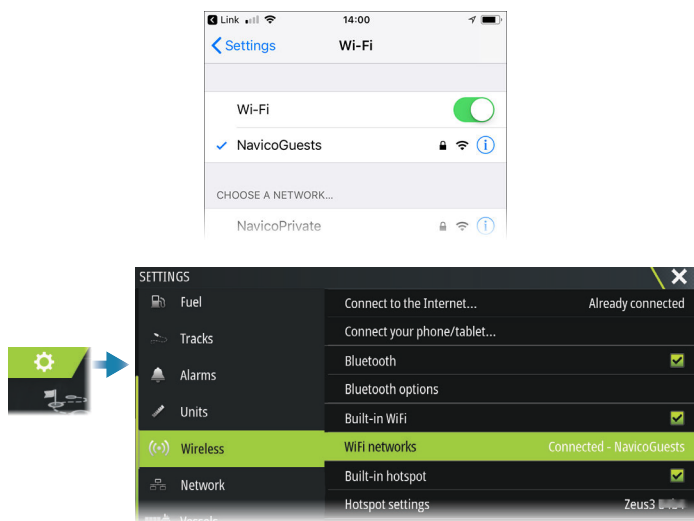 Link 14:00
Settings Wi-Fi
Wi-Fi
NavicoGuests
CHOOSE A NETWORK...
NavicoPrivate
SETTINGS
Fuel Connect to the Internet... Already connected
Tracks Connect your phone/tablet...
Alarms Bluetooth
Bluetooth options
Units Built-in WiFi
Wireless WiFi networks Connected - NavicoGuests
Network Built-in hotspot
Hotspot settings Zeus3